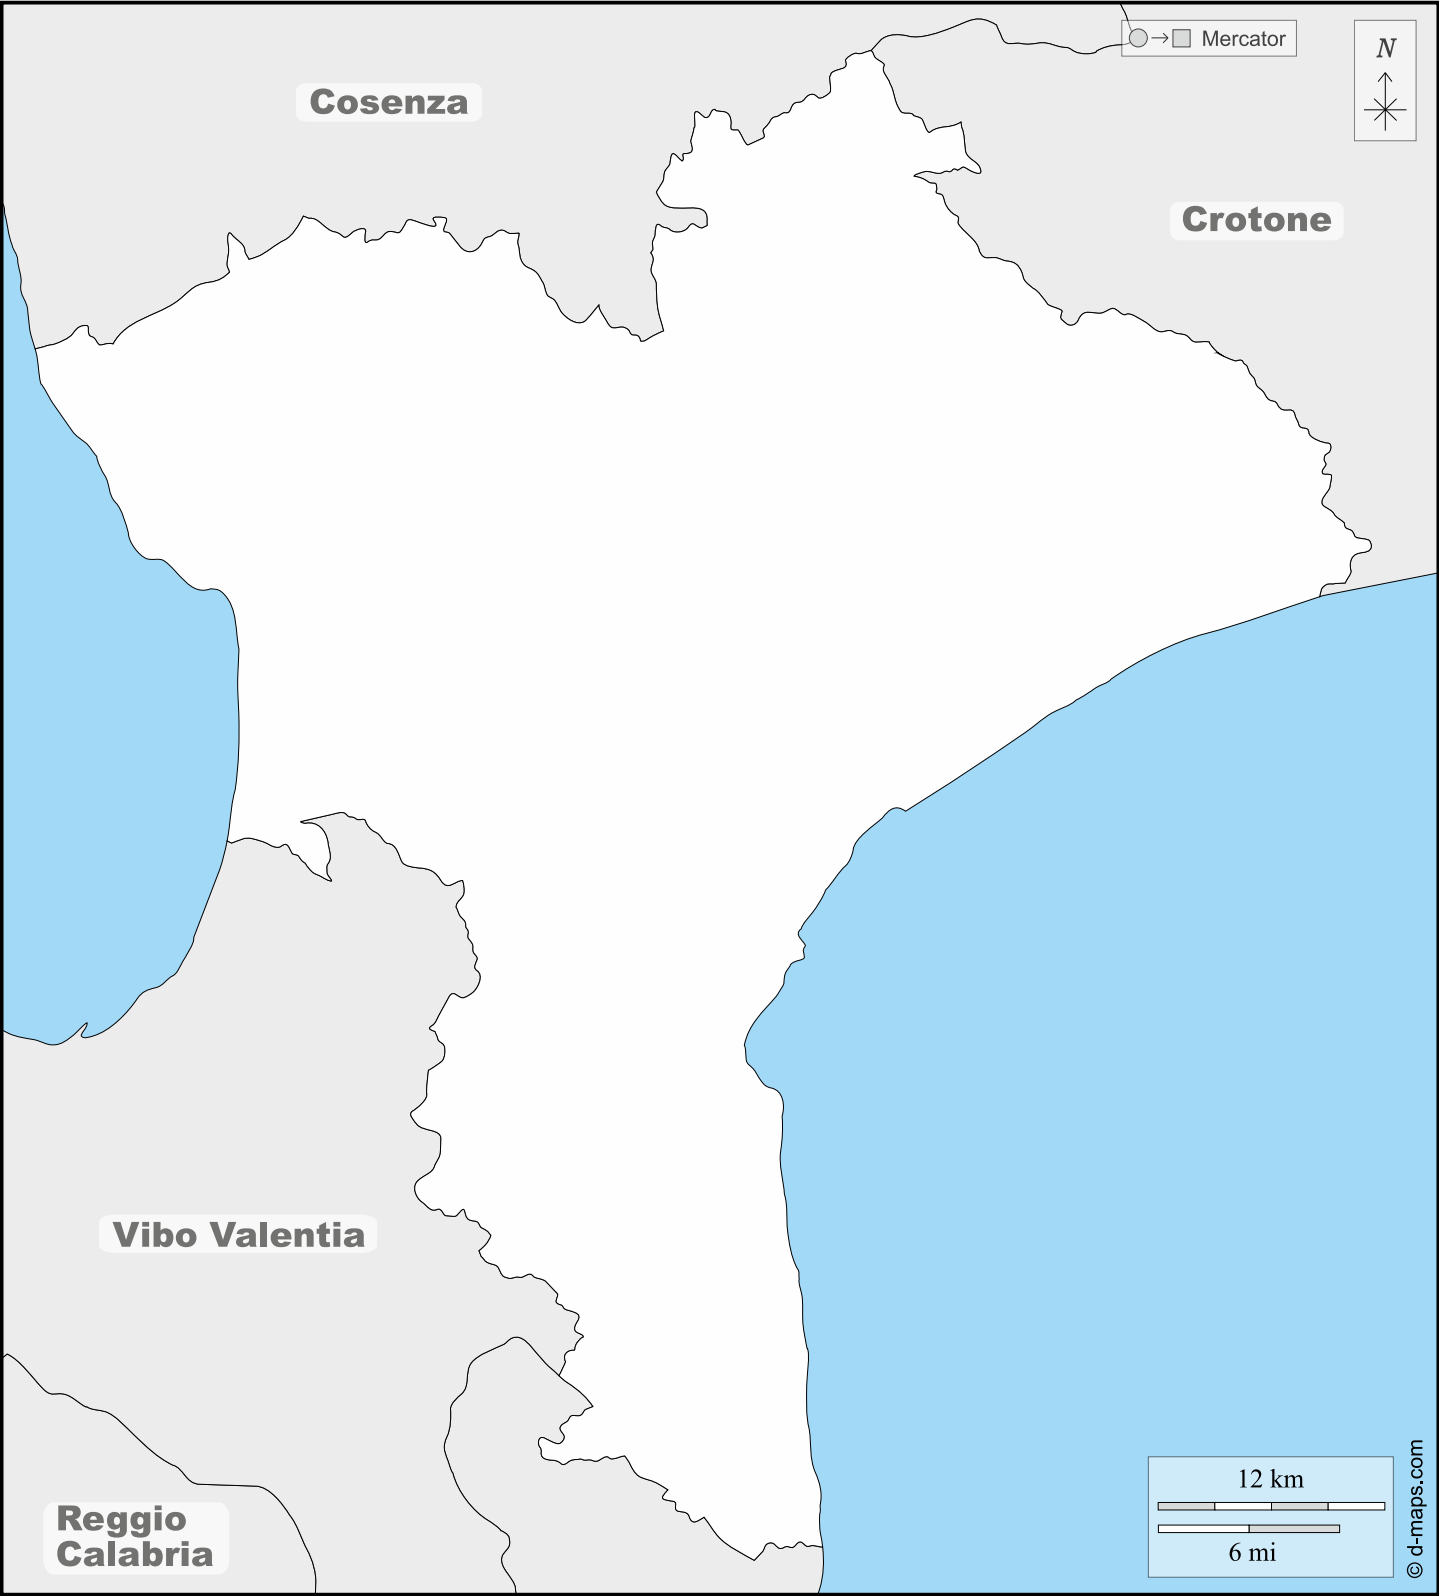 Mercator
N
Cosenza
Crotone
Vibo Valentia
Reggio
Calabria
12 km
6 mi
© d-maps.com